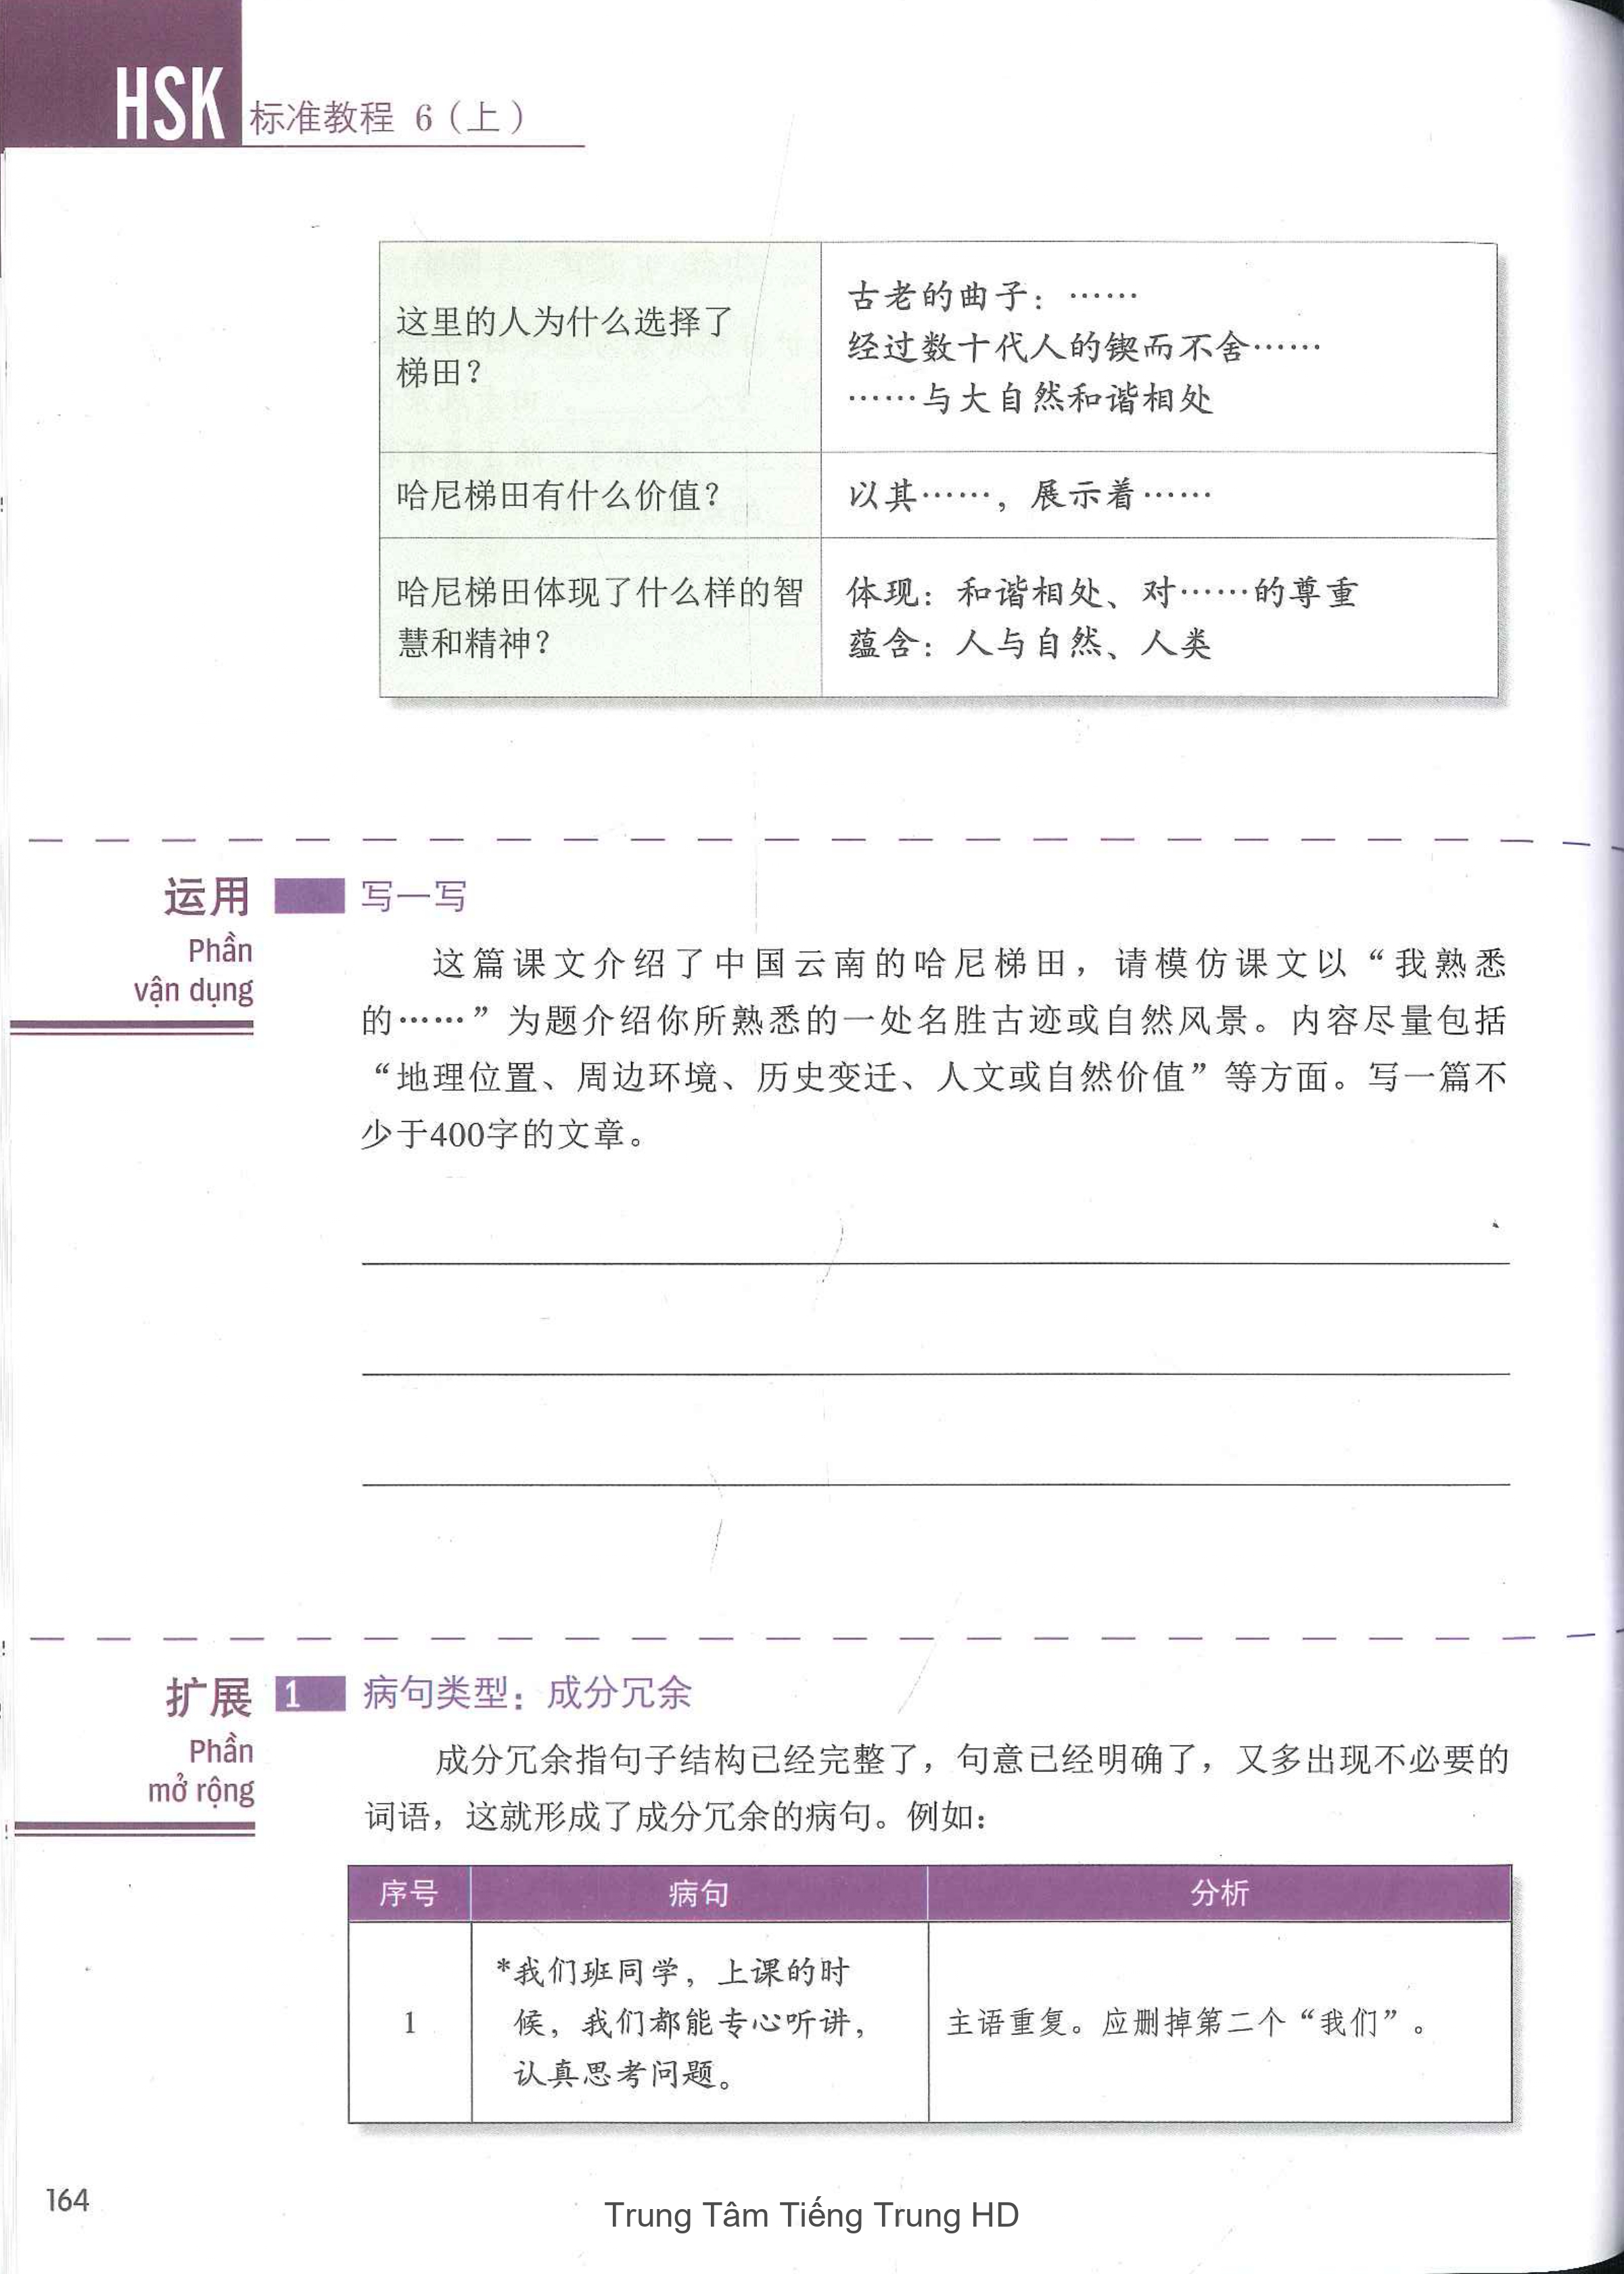 HSK 标准教程 6（上）
这里的人为什么选择了
梯田？
古老的曲子：……
经过数十代人的锲而不舍……
……与大自然和谐相处
哈尼梯田有什么价值？
以其……，展示着……
哈尼梯田体现了什么样的智
慧和精神？
体现：和谐相处、对……的尊重
蕴含：人与自然、人类
运用
Phần
vận dụng
写一写
这篇课文介绍了中国云南的哈尼梯田，请模仿课文以“我熟悉
的……”为题介绍你所熟悉的一处名胜古迹或自然风景。内容尽量包括
“地理位置、周边环境、历史变迁、人文或自然价值”等方面。写一篇不
少于400字的文章。
扩展
Phần
mở rộng
1 病句类型：成分冗余
成分冗余指句子结构已经完整了，句意已经明确了，又多出现不必要的
词语，这就形成了成分冗余的病句。例如：
序号 病句 分析
1
*我们班同学，上课的时
候，我们都能专心听讲，
认真思考问题。
主语重复。应删掉第二个“我们”。
164
Trung Tâm Tiếng Trung HD